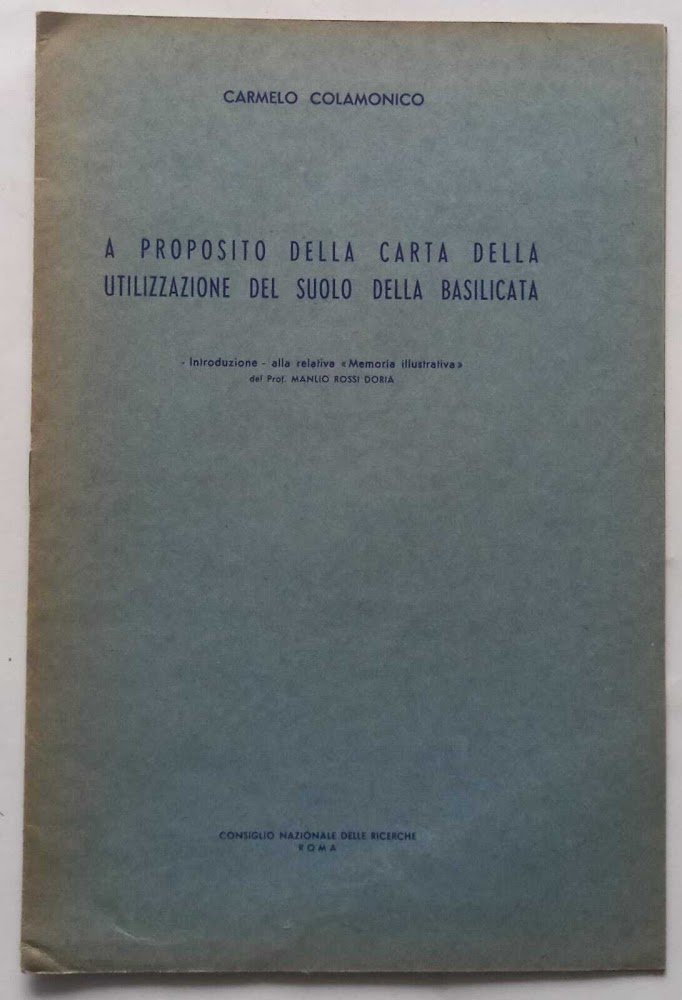 CARMELO COLAMONICO
A PROPOSITO DELLA CARTA DELLA
UTILIZZAZIONE DEL SUOLO DELLA BASILICATA
- Introduzione - alla relativa «Memoria illustrativa»
del Prof. MANLIO ROSSI DORIA
CONSIGLIO NAZIONALE DELLE RICERCHE
ROMA